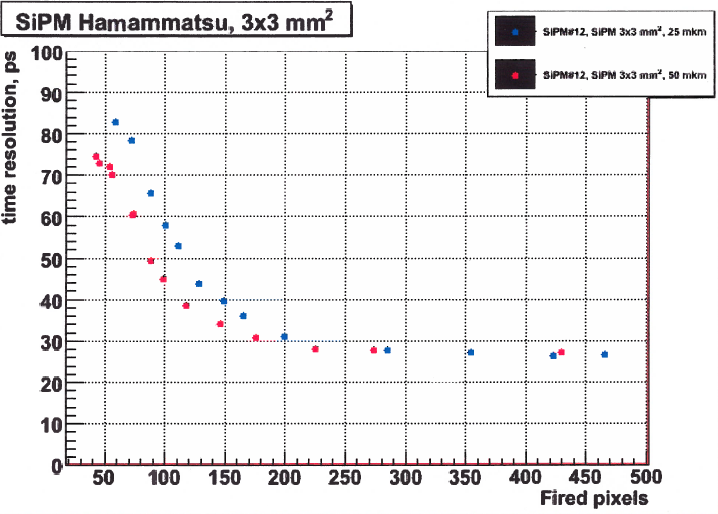 SiPM Hamammatsu, 3x3 mm²
SiPM#12, SiPM 3x3 mm², 25 mkm
SiPM#12, SiPM 3x3 mm², 50 mkm
time resolution, ps
100
90
80
70
60
50
40
30
20
10
0
50 100 150 200 250 300 350 400 450 500
Fired pixels